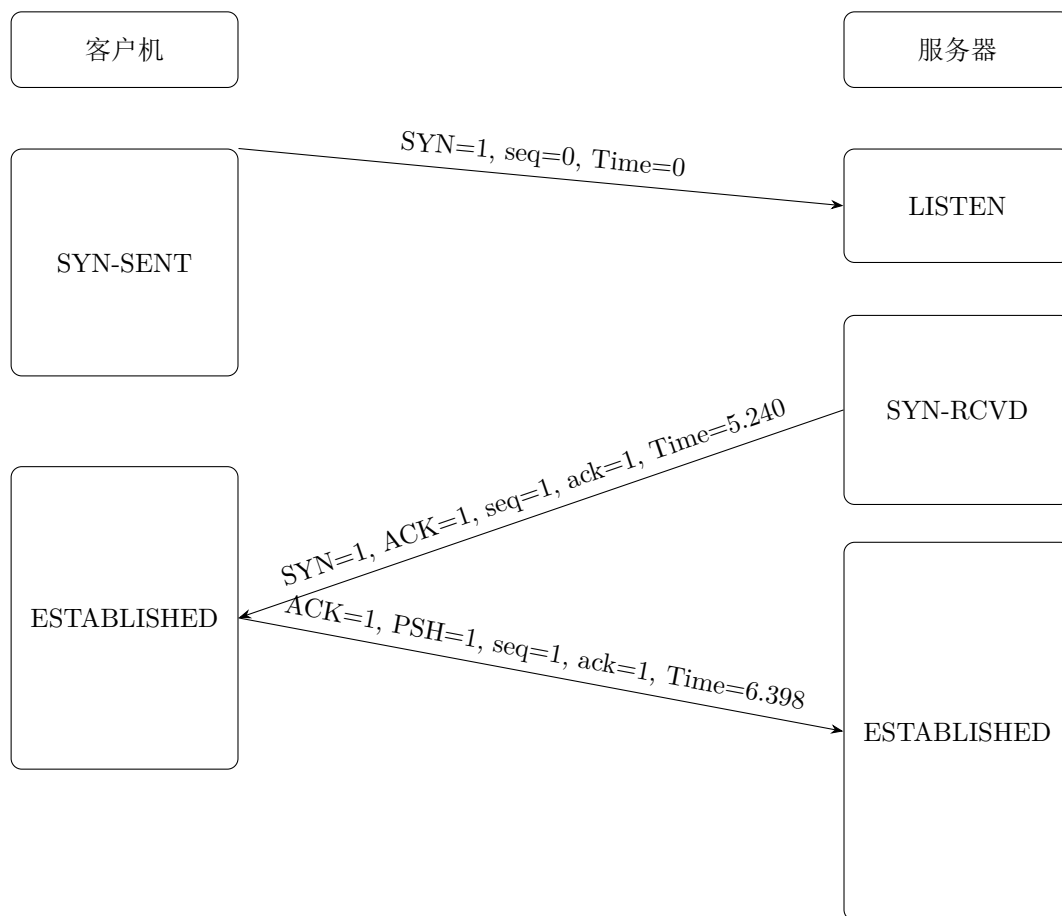 客户机
服务器
SYN=1, seq=0, Time=0
LISTEN
SYN-SENT
SYN-RCVD
SYN=1, ACK=1, seq=1, ack=1, Time=5.240
ESTABLISHED
ACK=1, PSH=1, seq=1, ack=1, Time=6.398
ESTABLISHED